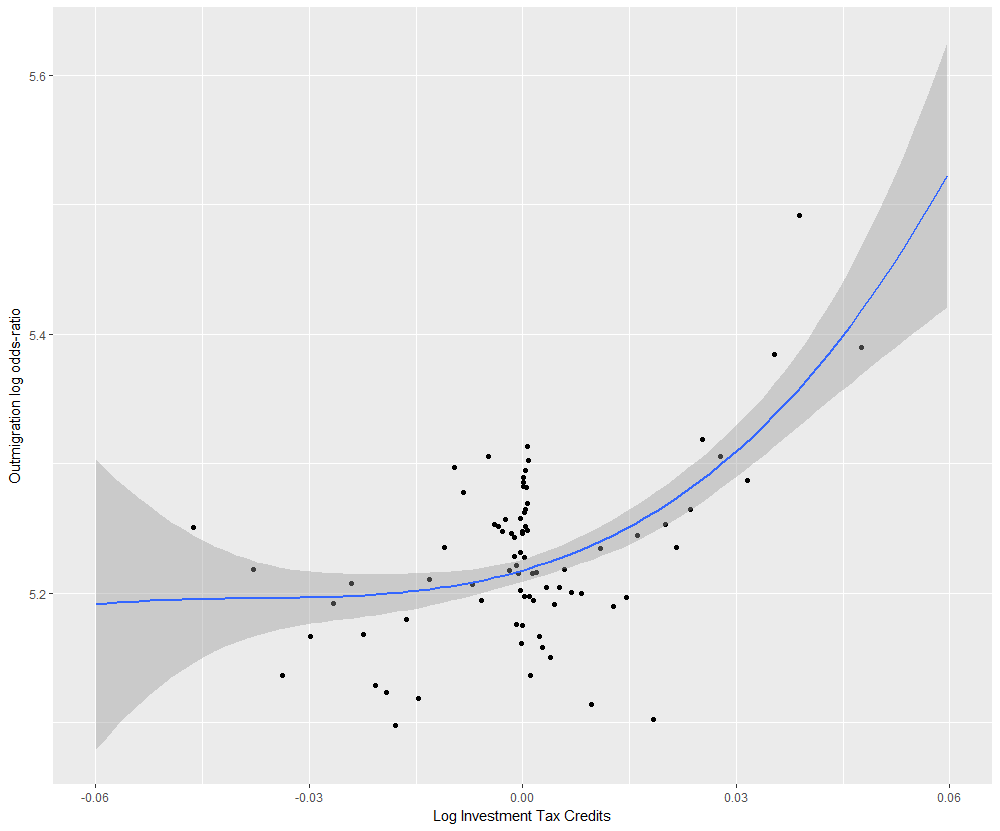 5.6
5.4
5.2
Outmigration log odds-ratio
-0.06 -0.03 0.00 0.03 0.06
Log Investment Tax Credits